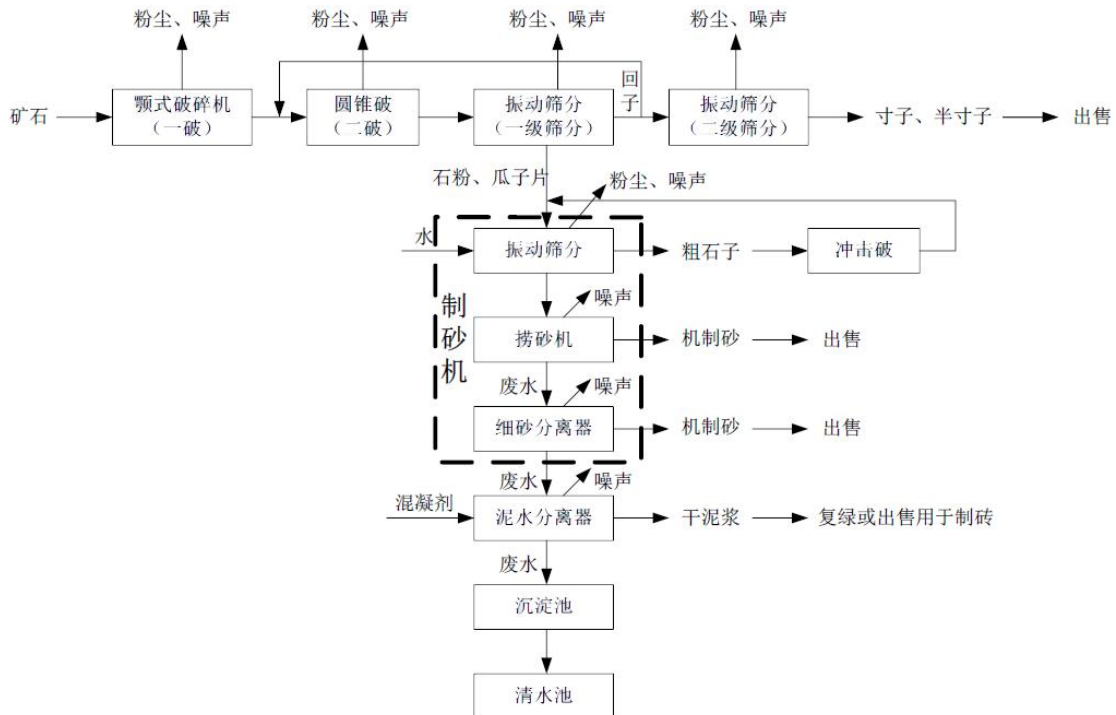 粉尘、噪声
粉尘、噪声
粉尘、噪声
粉尘、噪声
矿石
颚式破碎机
（一破）
圆锥破
（二破）
振动筛分
（一级筛分）
回子
振动筛分
（二级筛分）
寸子、半寸子
出售
石粉、瓜子片
粉尘、噪声
水
振动筛分
粗石子
冲击破
制砂机
噪声
捞砂机
机制砂
出售
废水
噪声
细砂分离器
机制砂
出售
废水
噪声
混凝剂
泥水分离器
干泥浆
复绿或出售用于制砖
废水
沉淀池
清水池